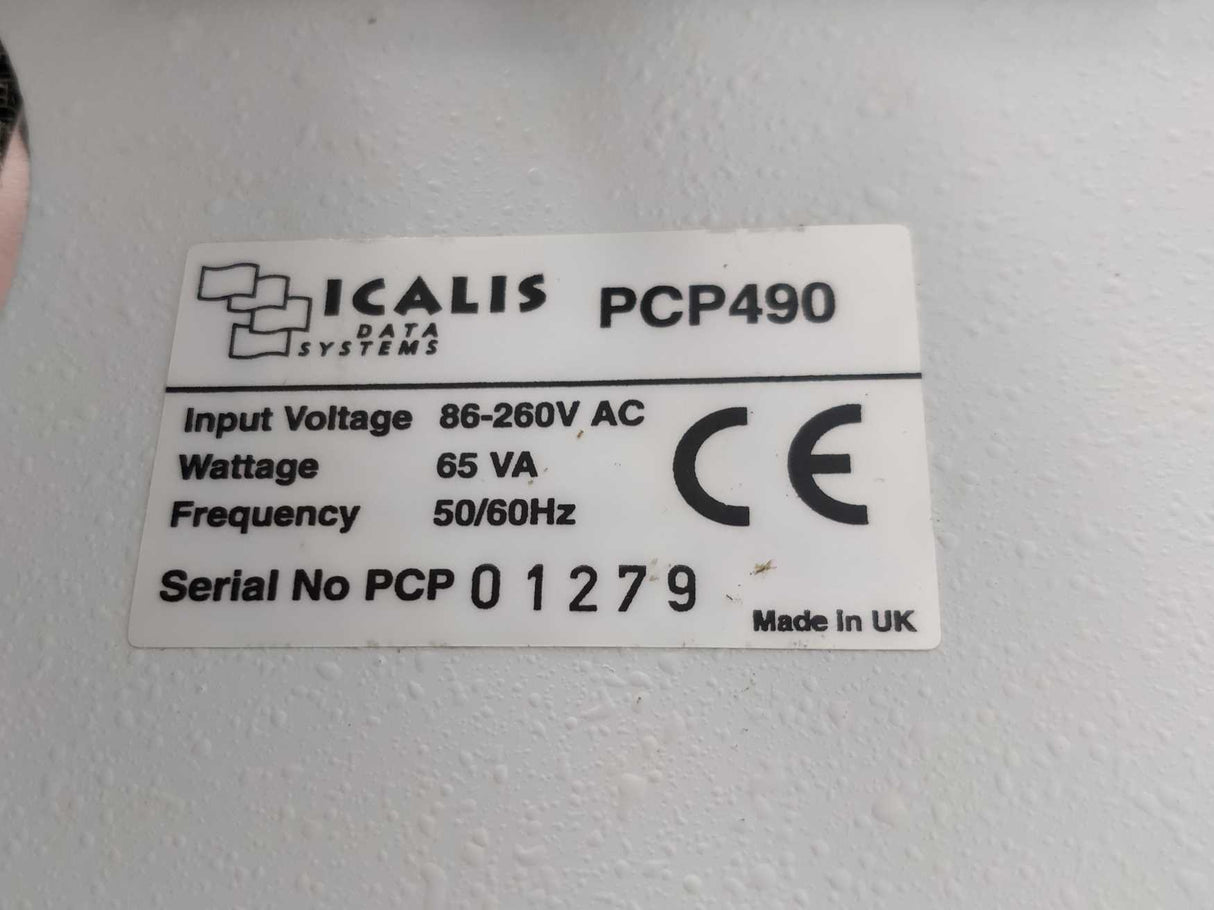 ICALIS PCP490
DATA
SYSTEMS
Input Voltage 86-260V AC
Wattage 65 VA
Frequency 50/60Hz
CE
Serial No PCP 01279
Made in UK